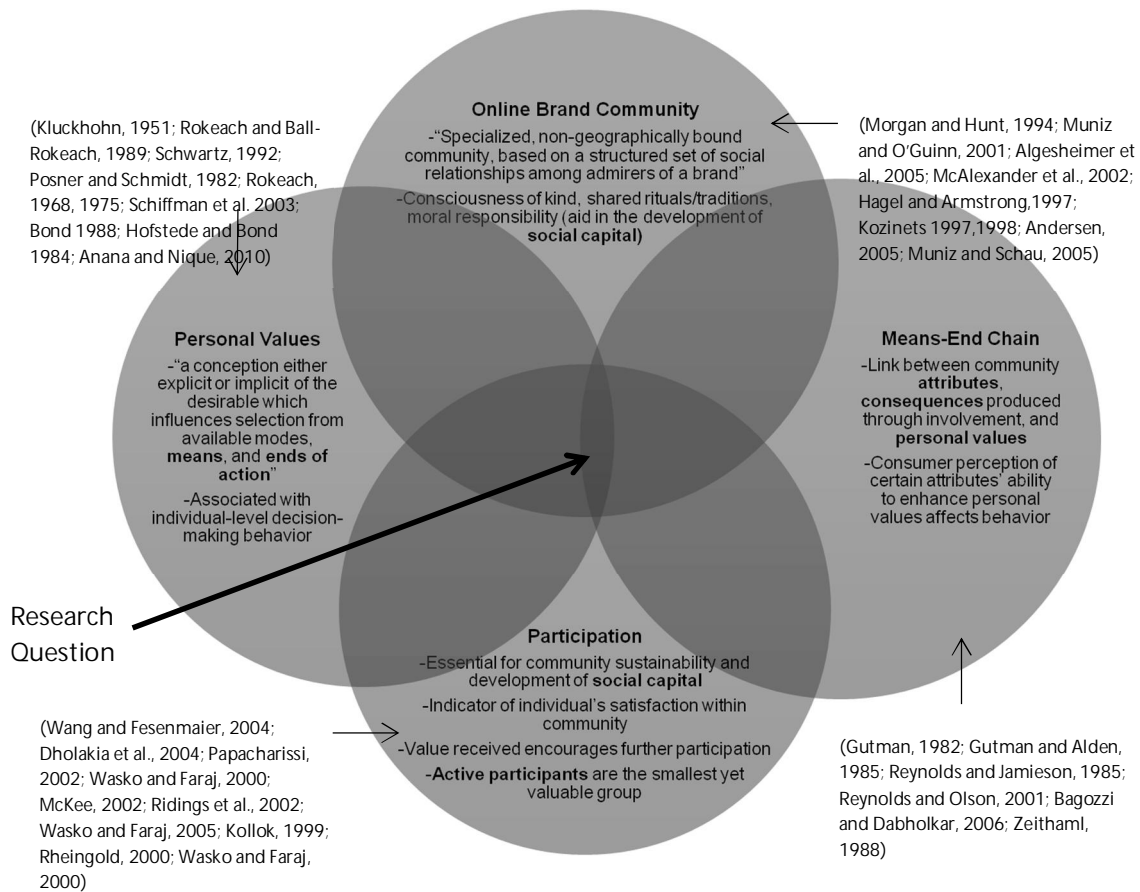 Online Brand Community
-“Specialized, non-geographically bound
community, based on a structured set of social
relationships among admirers of a brand”
-Consciousness of kind, shared rituals/traditions,
moral responsibility (aid in the development of
social capital)
(Kluckhohn, 1951; Rokeach and Ball-
Rokeach, 1989; Schwartz, 1992;
Posner and Schmidt, 1982; Rokeach,
1968, 1975; Schiffman et al. 2003;
Bond 1988; Hofstede and Bond
1984; Anana and Nique, 2010)
(Morgan and Hunt, 1994; Muniz
and O’Guinn, 2001; Algesheimer et
al., 2005; McAlexander et al., 2002;
Hagel and Armstrong,1997;
Kozinets 1997,1998; Andersen,
2005; Muniz and Schau, 2005)
Personal Values
-“a conception either
explicit or implicit of the
desirable which
influences selection from
available modes,
means, and ends of
action”
-Associated with
individual-level decision-
making behavior
Means-End Chain
-Link between community
attributes,
consequences produced
through involvement, and
personal values
-Consumer perception of
certain attributes’ ability
to enhance personal
values affects behavior
Research
Question
Participation
-Essential for community sustainability and
development of social capital
-Indicator of individual’s satisfaction within
community
-Value received encourages further participation
-Active participants are the smallest yet
valuable group
(Wang and Fesenmaier, 2004;
Dholakia et al., 2004; Papacharissi,
2002; Wasko and Faraj, 2000;
McKee, 2002; Ridings et al., 2002;
Wasko and Faraj, 2005; Kollok, 1999;
Rheingold, 2000; Wasko and Faraj,
2000)
(Gutman, 1982; Gutman and Alden,
1985; Reynolds and Jamieson, 1985;
Reynolds and Olson, 2001; Bagozzi
and Dabholkar, 2006; Zeithaml,
1988)